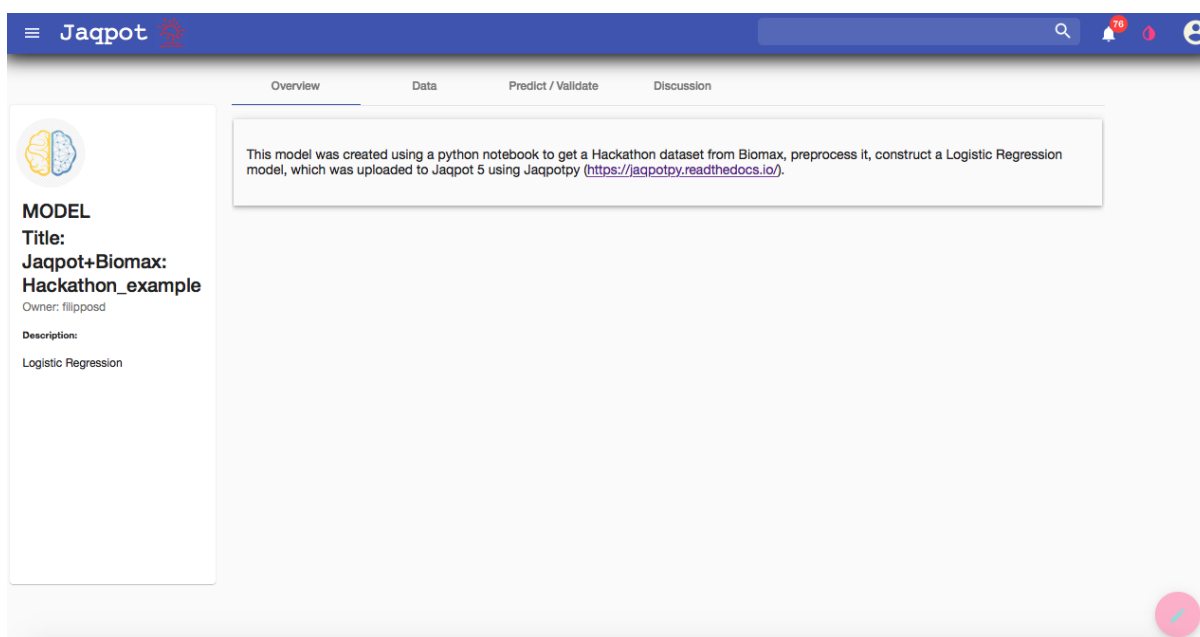 Jaqpot
76
Overview
Data
Predict / Validate
Discussion
MODEL
Title:
Jaqpot+Biomax:
Hackathon_example
Owner: filipposd
Description:
Logistic Regression
This model was created using a python notebook to get a Hackathon dataset from Biomax, preprocess it, construct a Logistic Regression
model, which was uploaded to Jaqpot 5 using Jaqpotpy (https://jaqpotpy.readthedocs.io/).